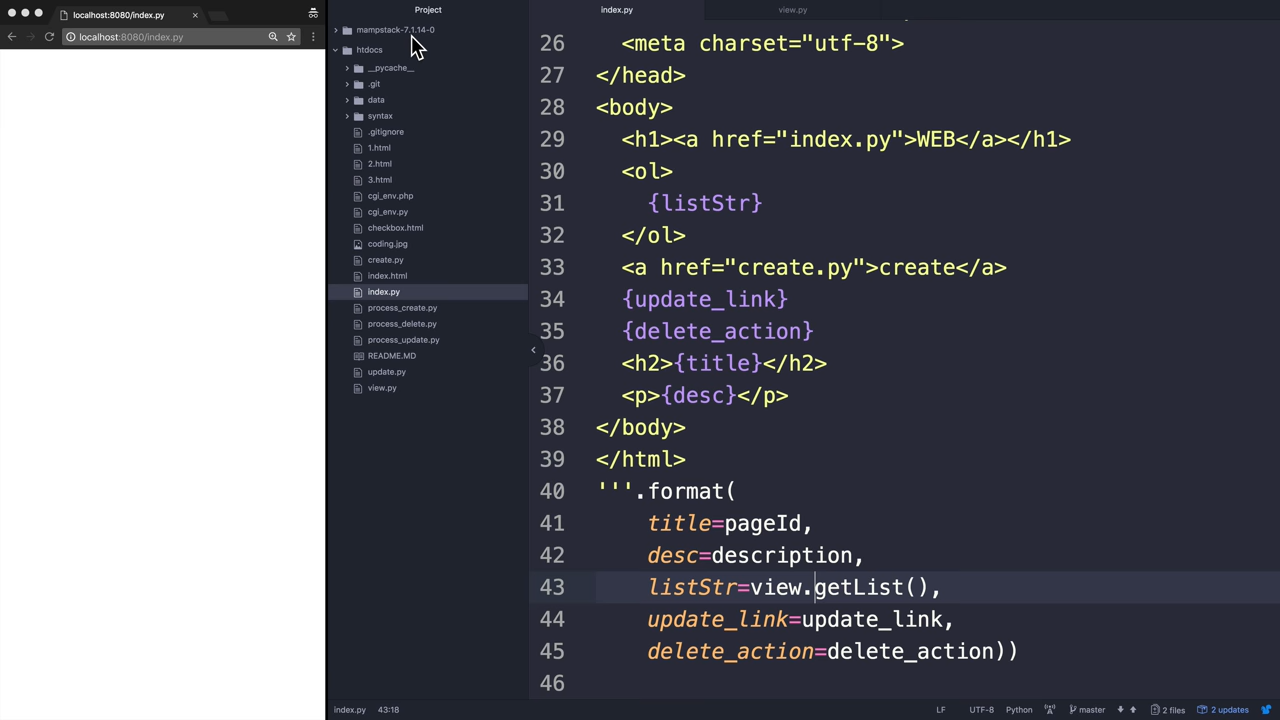 localhost:8080/index.py
localhost:8080/index.py
Project
mampstack-7.1.14-0
htdocs
__pycache__
.git
data
syntax
.gitignore
1.html
2.html
3.html
cgi_env.php
cgi_env.py
checkbox.html
coding.jpg
create.py
index.html
index.py
process_create.py
process_delete.py
process_update.py
README.MD
update.py
view.py
index.py
view.py
26 <meta charset="utf-8">
27 </head>
28 <body>
29 <h1><a href="index.py">WEB</a></h1>
30 <ol>
31 {listStr}
32 </ol>
33 <a href="create.py">create</a>
34 {update_link}
35 {delete_action}
36 <h2>{title}</h2>
37 <p>{desc}</p>
38 </body>
39 </html>
40 '''.format(
41 title=pageId,
42 desc=description,
43 listStr=view.getList(),
44 update_link=update_link,
45 delete_action=delete_action))
46
index.py 43:18 LF UTF-8 Python master 2 files 2 updates